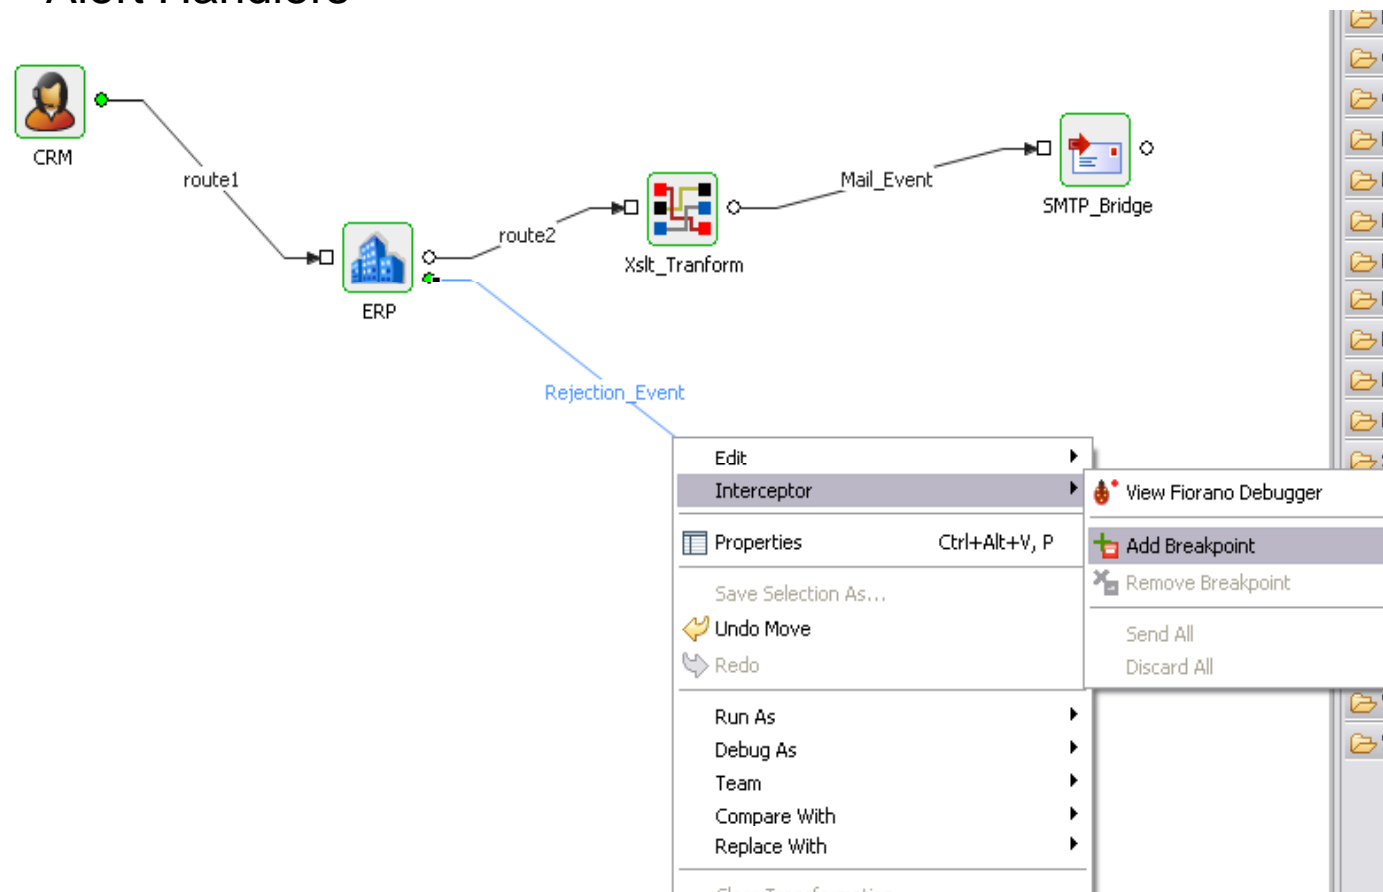 Alert Handlers
CRM
route1
Mail_Event
SMTP_Bridge
route2
Xslt_Tranform
ERP
Rejection_Event
Edit
Interceptor
View Fiorano Debugger
Properties Ctrl+Alt+V, P
Add Breakpoint
Remove Breakpoint
Save Selection As...
Undo Move
Send All
Redo
Discard All
Run As
Debug As
Team
Compare With
Replace With